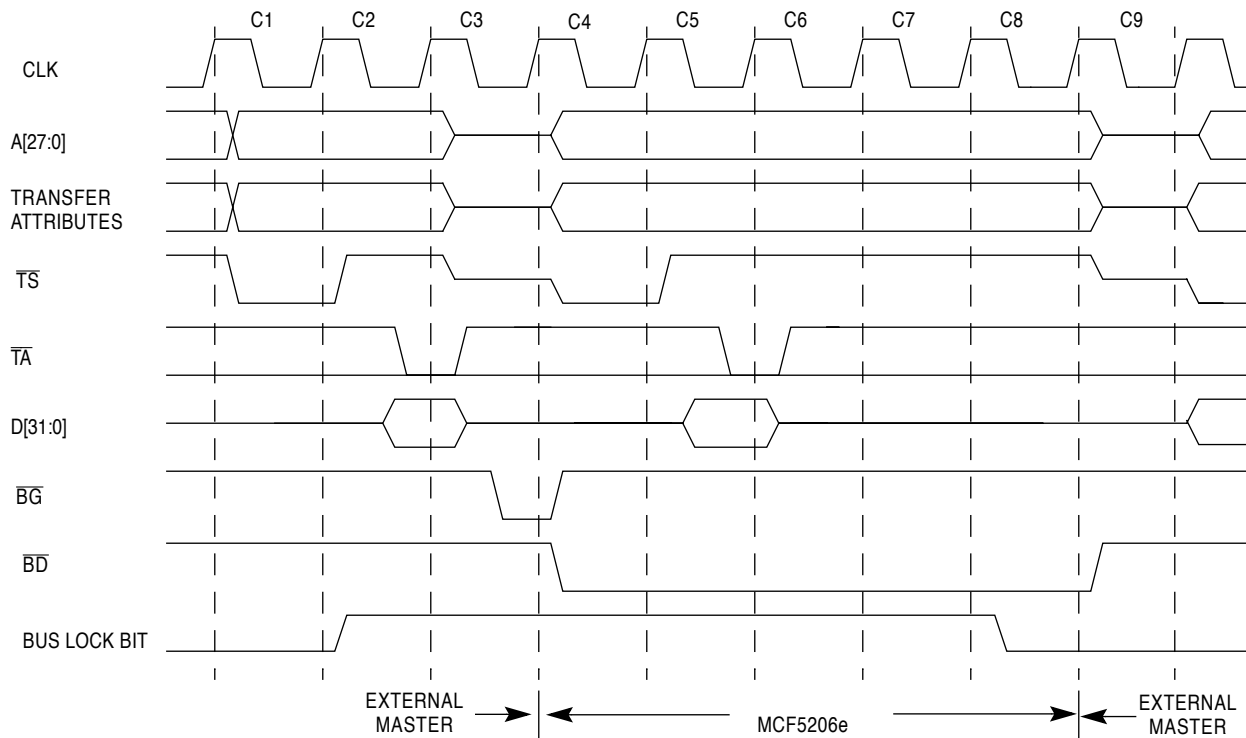 C1 C2 C3 C4 C5 C6 C7 C8 C9
CLK
A[27:0]
TRANSFER
ATTRIBUTES
TS
TA
D[31:0]
BG
BD
BUS LOCK BIT
EXTERNAL
MASTER
MCF5206e
EXTERNAL
MASTER